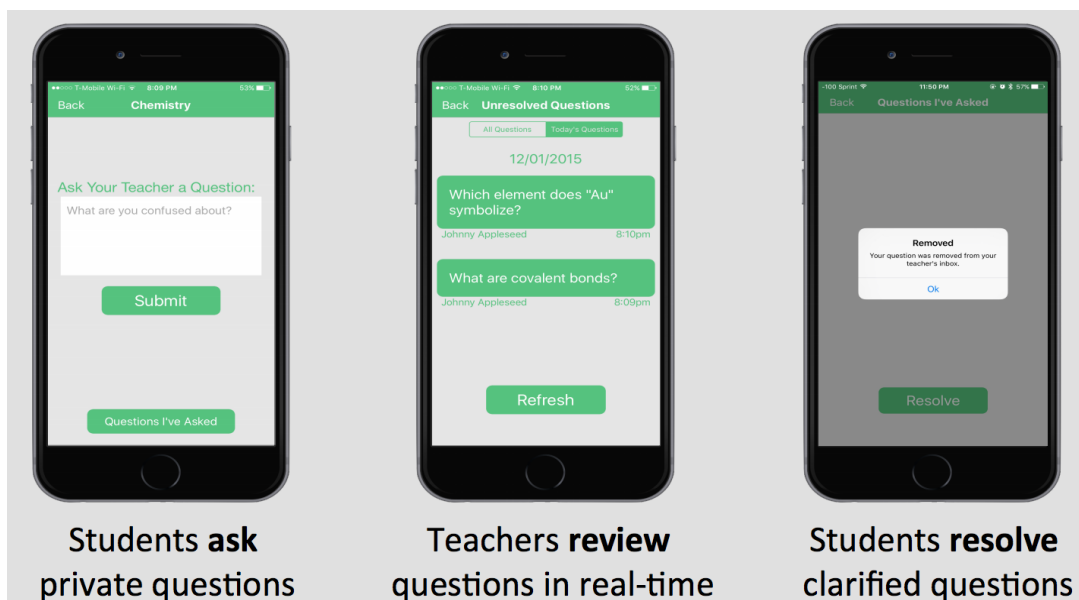 T-Mobile Wi-Fi 8:09 PM 53%
Back Chemistry
Ask Your Teacher a Question:
What are you confused about?
Submit
Questions I've Asked
Students ask
private questions
T-Mobile Wi-Fi 8:10 PM 52%
Back Unresolved Questions
All Questions Today's Questions
12/01/2015
Which element does "Au"
symbolize?
Johnny Appleseed 8:10pm
What are covalent bonds?
Johnny Appleseed 8:09pm
Refresh
Teachers review
questions in real-time
-100 Sprint 11:50 PM 57%
Back Questions I've Asked
Removed
Your question was removed from your
teacher's inbox.
Ok
Resolve
Students resolve
clarified questions